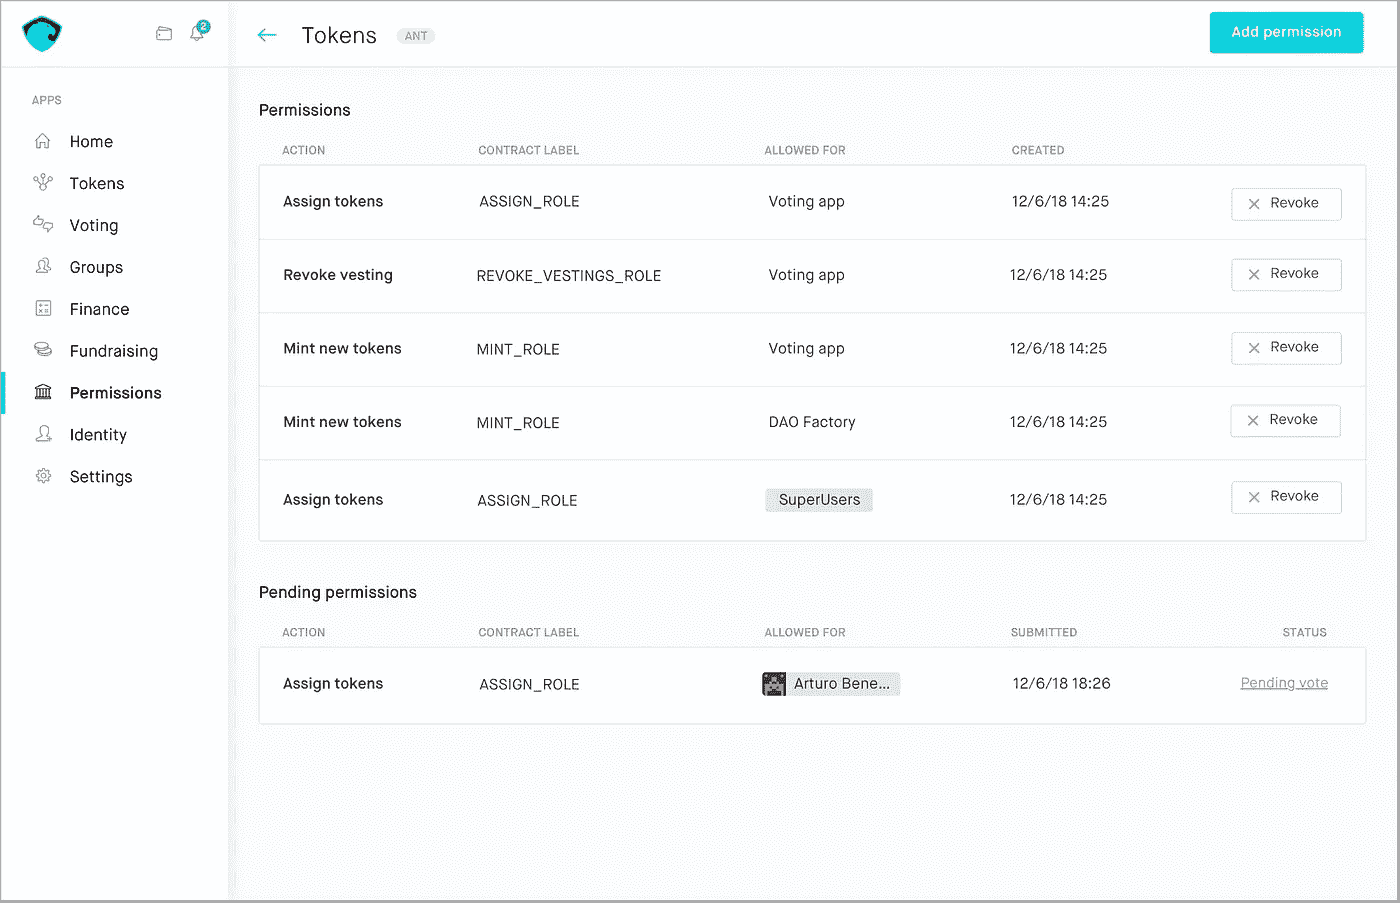 2
Tokens ANT
Add permission
APPS
Home
Tokens
Voting
Groups
Finance
Fundraising
Permissions
Identity
Settings
Permissions
ACTION CONTRACT LABEL ALLOWED FOR CREATED
Assign tokens ASSIGN_ROLE Voting app 12/6/18 14:25 Revoke
Revoke vesting REVOKE_VESTINGS_ROLE Voting app 12/6/18 14:25 Revoke
Mint new tokens MINT_ROLE Voting app 12/6/18 14:25 Revoke
Mint new tokens MINT_ROLE DAO Factory 12/6/18 14:25 Revoke
Assign tokens ASSIGN_ROLE SuperUsers 12/6/18 14:25 Revoke
Pending permissions
ACTION CONTRACT LABEL ALLOWED FOR SUBMITTED STATUS
Assign tokens ASSIGN_ROLE Arturo Bene... 12/6/18 18:26 Pending vote